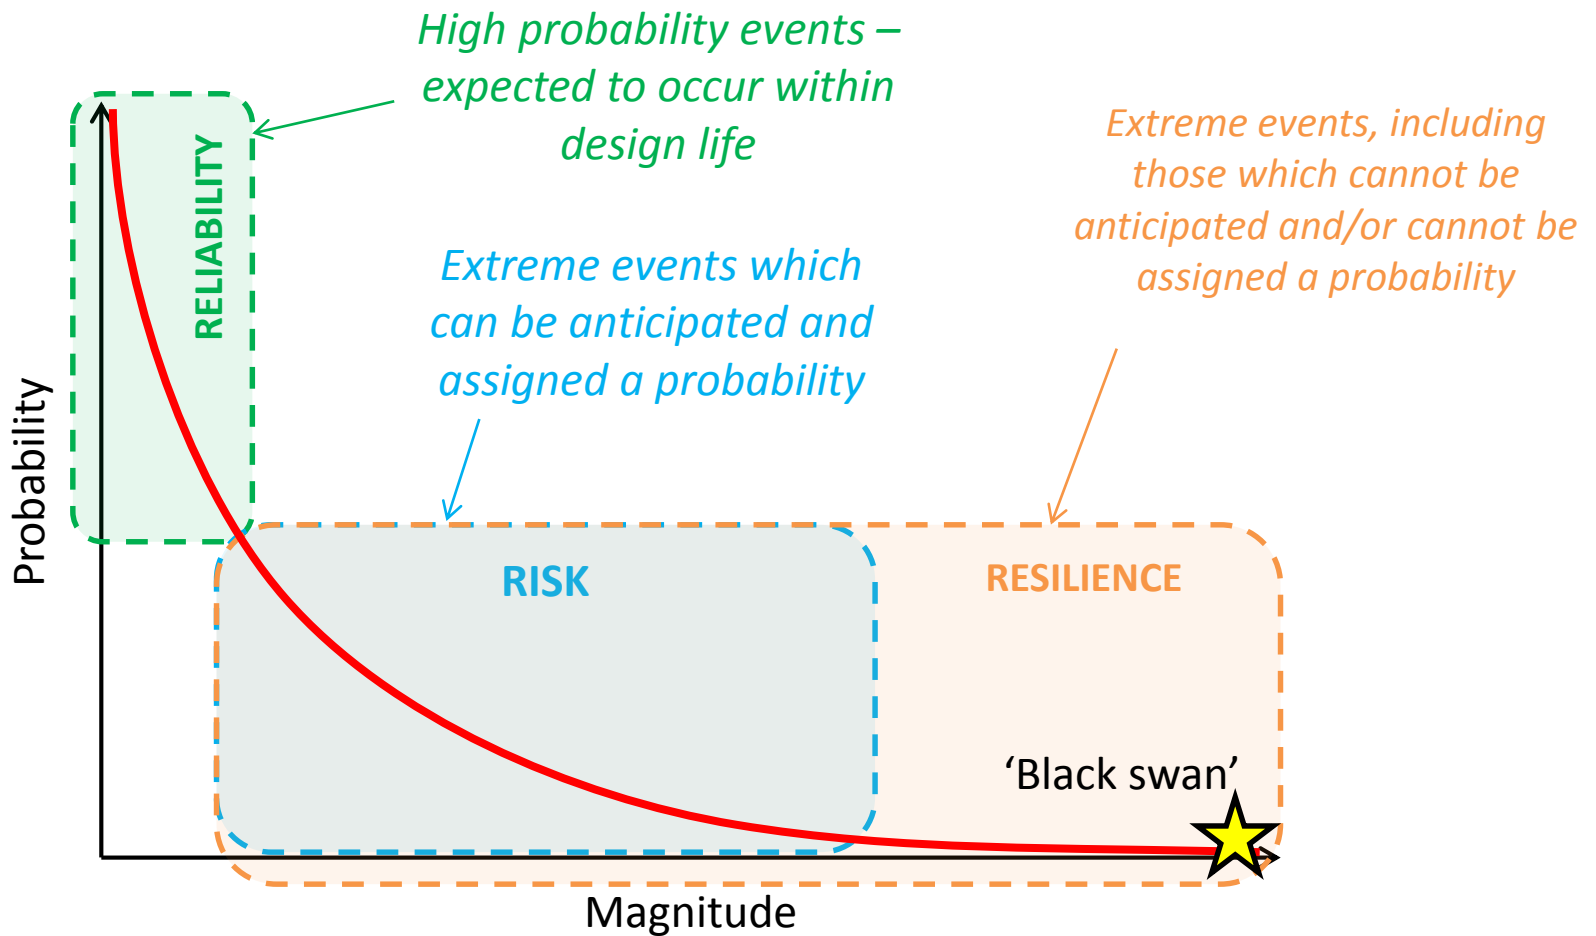 High probability events –
expected to occur within
design life
Extreme events, including
those which cannot be
anticipated and/or cannot be
assigned a probability
RELIABILITY
Extreme events which
can be anticipated and
assigned a probability
Probability
RISK
RESILIENCE
‘Black swan’
Magnitude